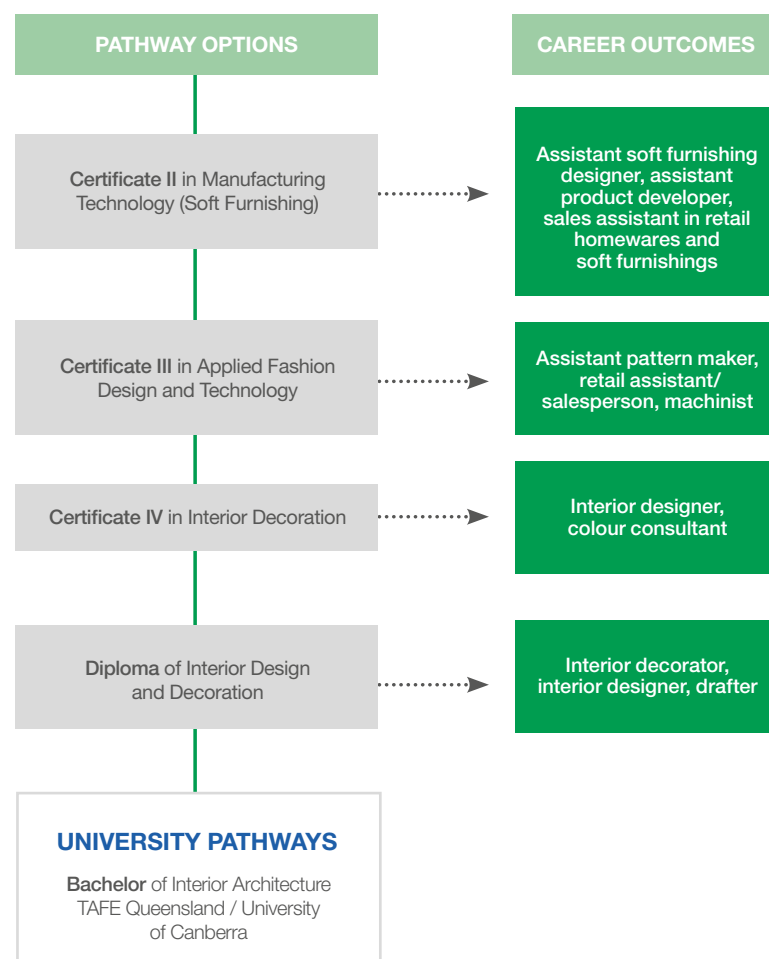 PATHWAY OPTIONS
CAREER OUTCOMES
Certificate II in Manufacturing
Technology (Soft Furnishing)
Assistant soft furnishing
designer, assistant
product developer,
sales assistant in retail
homewares and
soft furnishings
Certificate III in Applied Fashion
Design and Technology
Assistant pattern maker,
retail assistant/
salesperson, machinist
Certificate IV in Interior Decoration
Interior designer,
colour consultant
Diploma of Interior Design
and Decoration
Interior decorator,
interior designer, drafter
UNIVERSITY PATHWAYS
Bachelor of Interior Architecture
TAFE Queensland / University
of Canberra